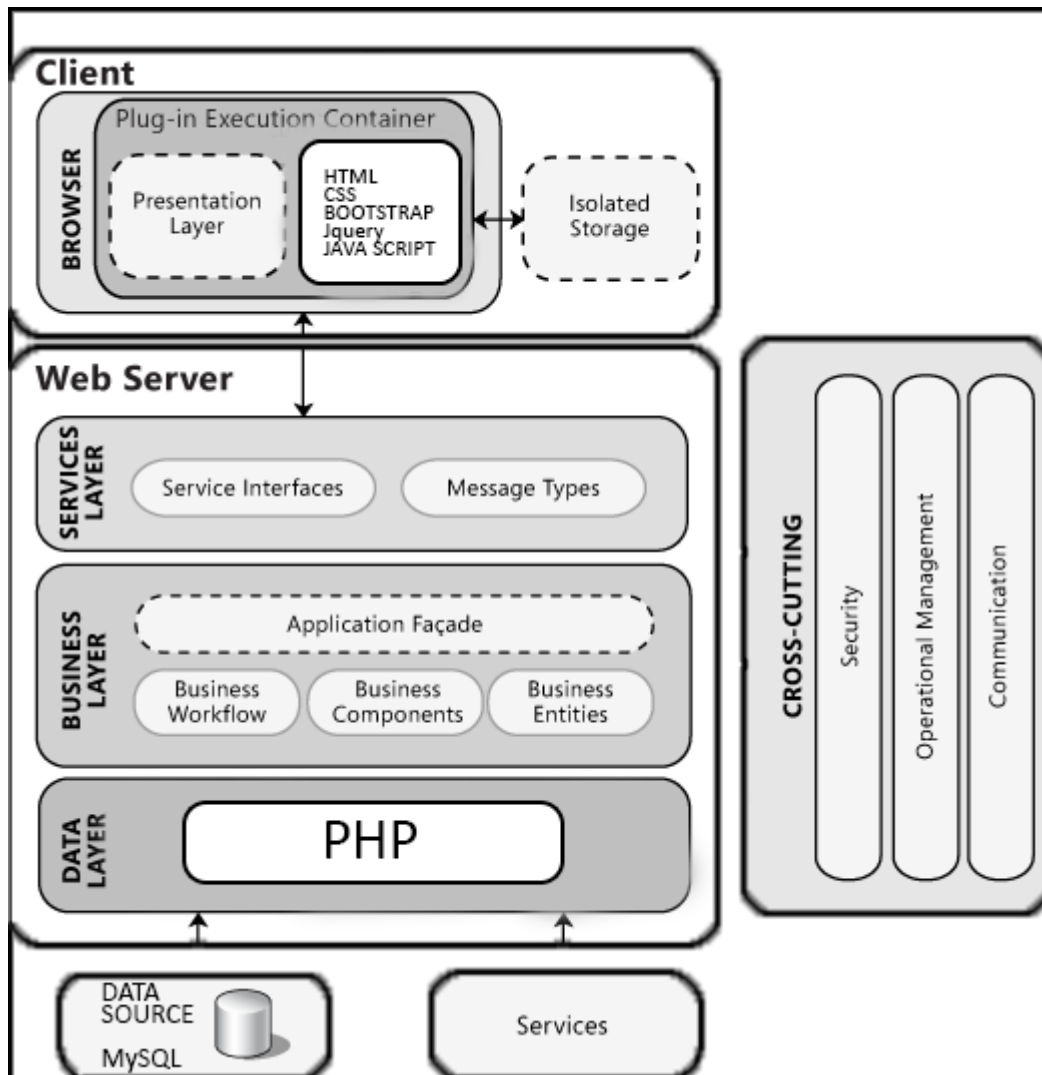 Client
BROWSER
Plug-in Execution Container
Presentation
Layer
HTML
CSS
BOOTSTRAP
Jquery
JAVA SCRIPT
Isolated
Storage
Web Server
SERVICES
LAYER
Service Interfaces
Message Types
BUSINESS
LAYER
Application Façade
Business
Workflow
Business
Components
Business
Entities
DATA
LAYER
PHP
CROSS-CUTTING
Security
Operational Management
Communication
DATA
SOURCE
MySQL
Services